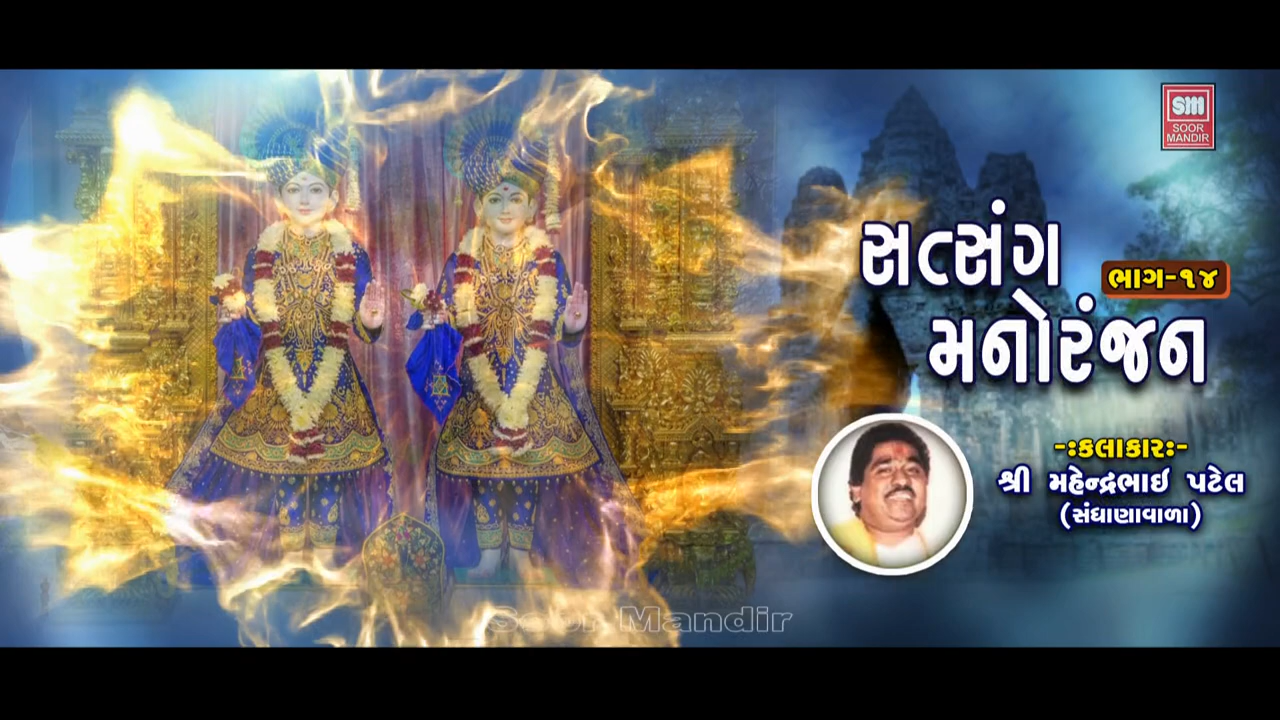 SM
SOOR
MANDIR
સત્સંગ
ભાગ-૧૪
મનોરંજન
-:કલાકાર:-
શ્રી મહેન્દ્રભાઇ પટેલ
(સંધાણાવાળા)
Soor Mandir